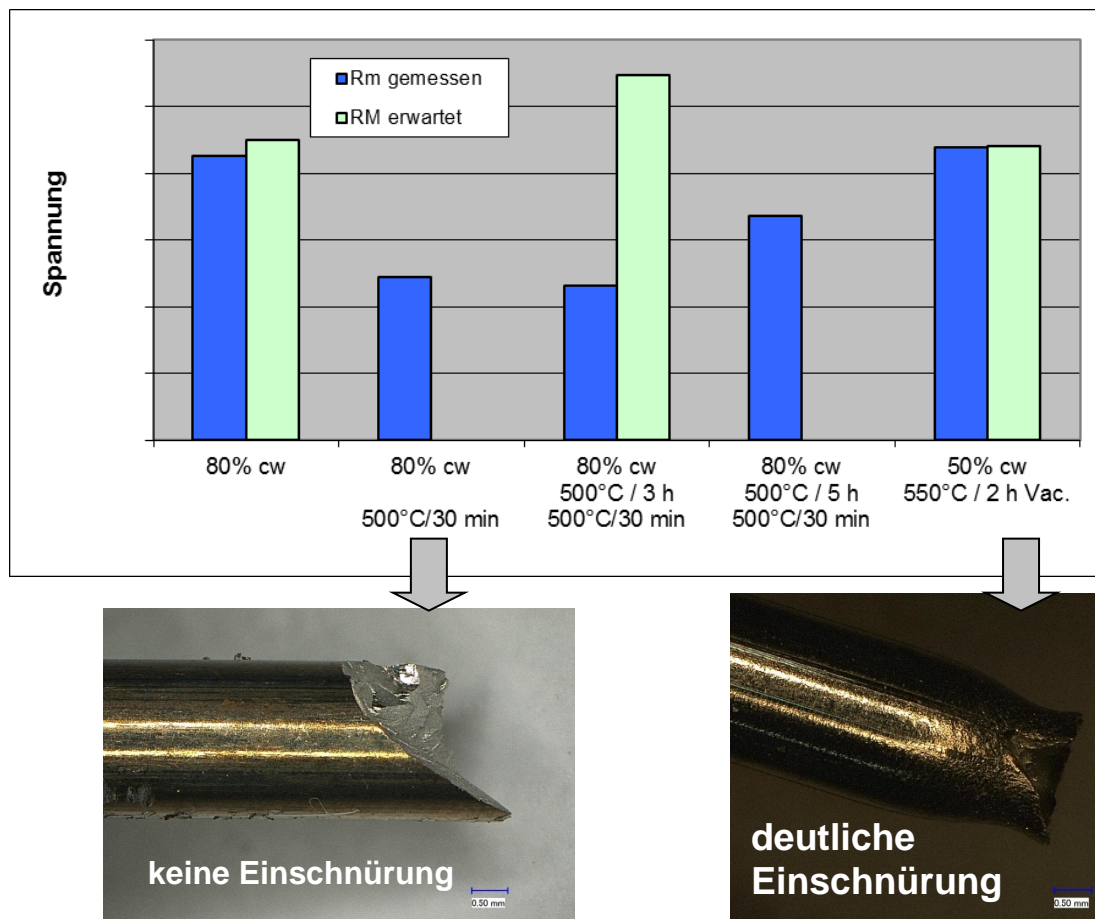 Rm gemessen
RM erwartet
Spannung
80% cw
80% cw
500°C/30 min
80% cw
500°C / 3 h
500°C/30 min
80% cw
500°C / 5 h
500°C/30 min
50% cw
550°C / 2 h Vac.
keine Einschnürung
0.50 mm
deutliche
Einschnürung
0.50 mm